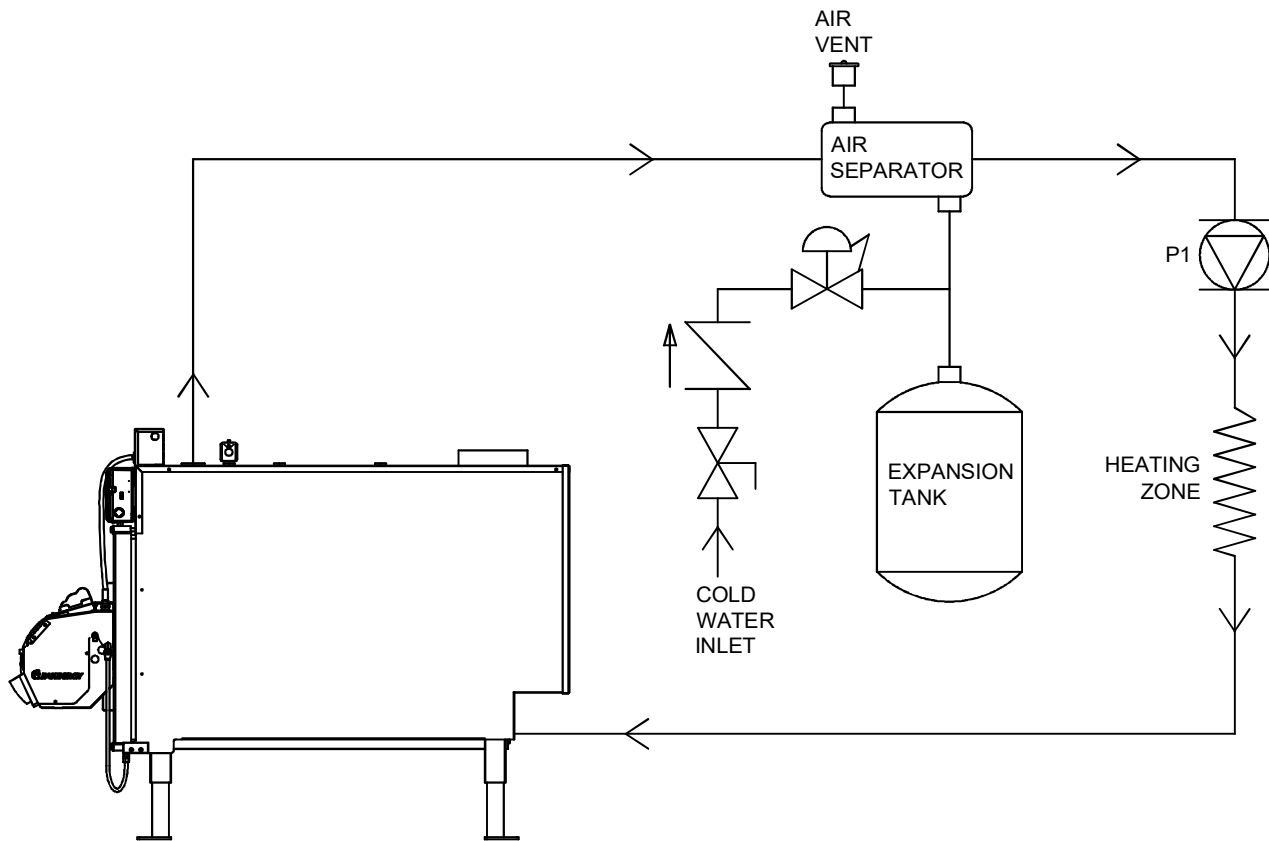 AIR
VENT
AIR
SEPARATOR
P1
EXPANSION
TANK
HEATING
ZONE
COLD
WATER
INLET